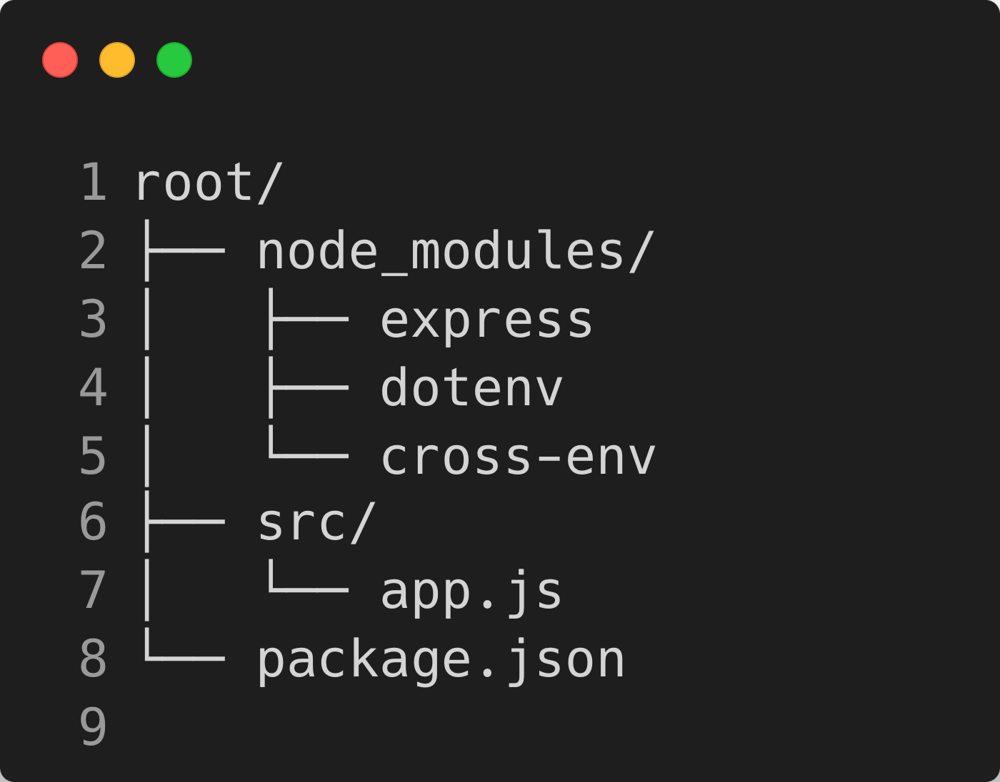 1 root/
2 ├── node_modules/
3 │   ├── express
4 │   ├── dotenv
5 │   └── cross-env
6 ├── src/
7 │   └── app.js
8 └── package.json
9